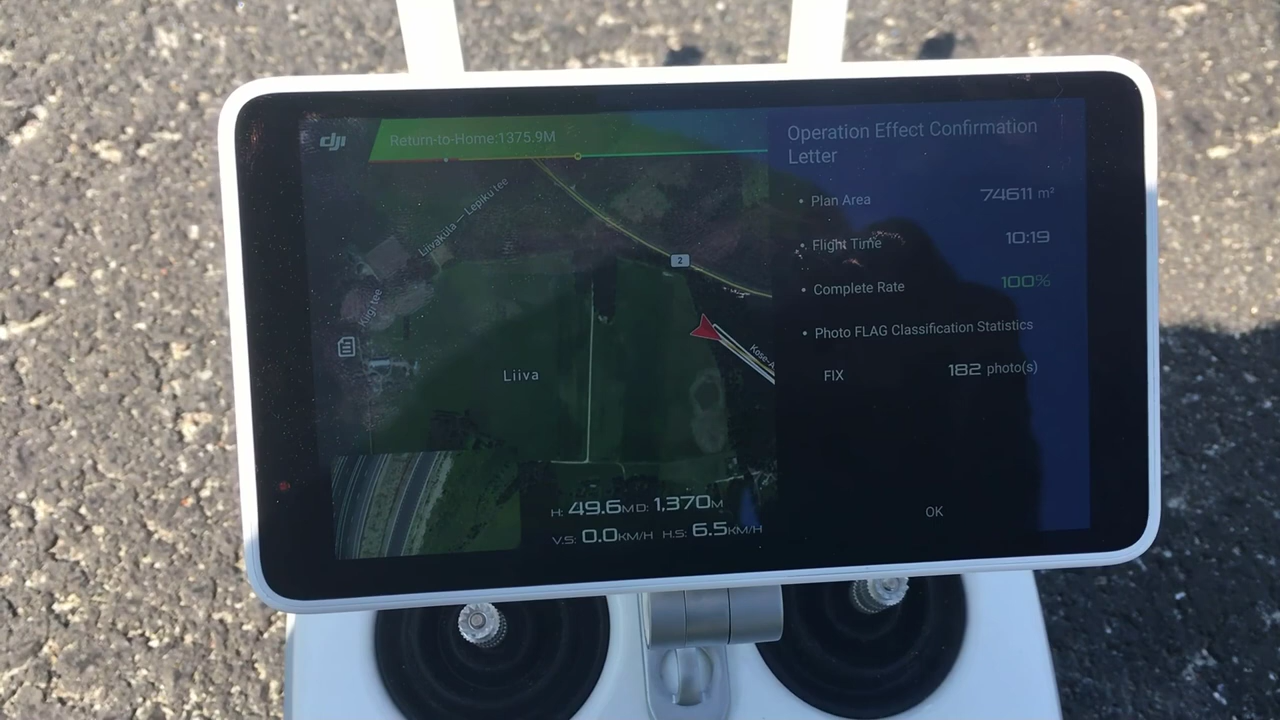 dji
Return-to-Home:1375.9M
Operation Effect Confirmation
Letter
• Plan Area 74611 m²
• Flight Time 10:19
• Complete Rate 100%
• Photo FLAG Classification Statistics
FIX 182 photo(s)
OK
Liivaküla — Lepiku tee
2
Kose-
Liiva
H: 49.6M D: 1,370M
V.S: 0.0KM/H H.S: 6.5KM/H